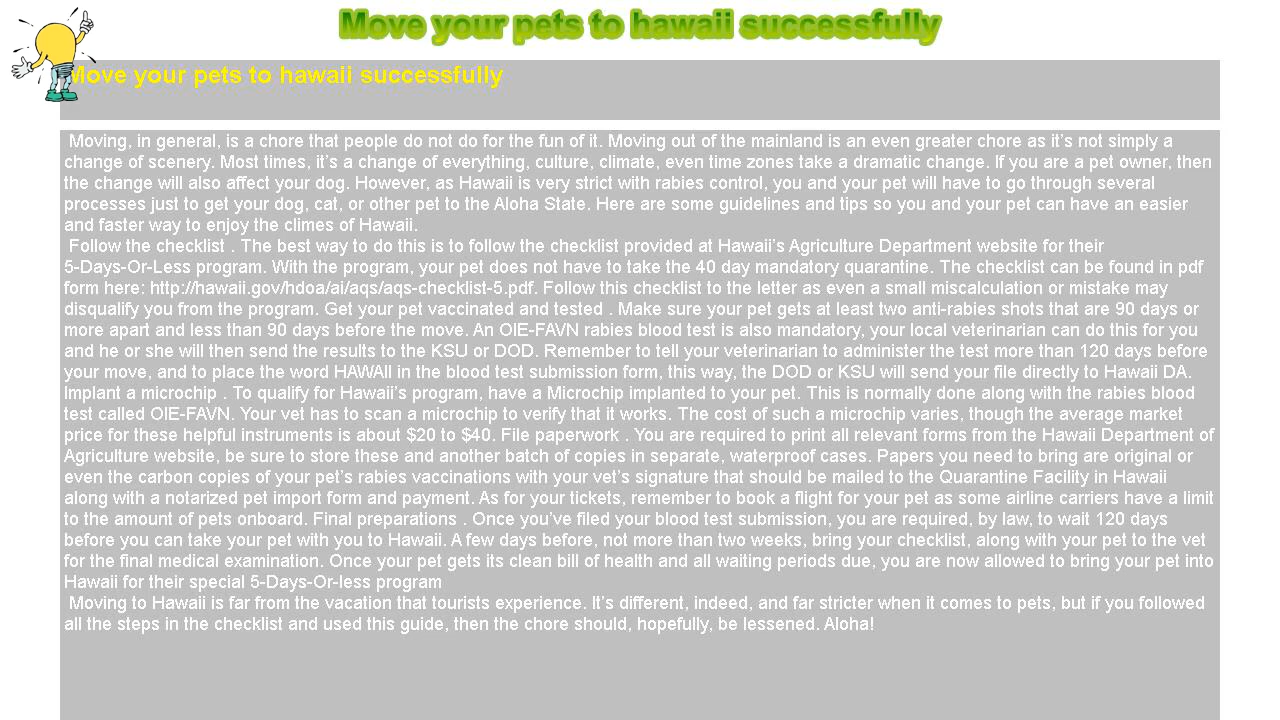 Move your pets to hawaii successfully
Move your pets to hawaii successfully
Moving, in general, is a chore that people do not do for the fun of it. Moving out of the mainland is an even greater chore as it’s not simply a
change of scenery. Most times, it’s a change of everything, culture, climate, even time zones take a dramatic change. If you are a pet owner, then
the change will also affect your dog. However, as Hawaii is very strict with rabies control, you and your pet will have to go through several
processes just to get your dog, cat, or other pet to the Aloha State. Here are some guidelines and tips so you and your pet can have an easier
and faster way to enjoy the climes of Hawaii.
Follow the checklist . The best way to do this is to follow the checklist provided at Hawaii’s Agriculture Department website for their
5-Days-Or-Less program. With the program, your pet does not have to take the 40 day mandatory quarantine. The checklist can be found in pdf
form here: http://hawaii.gov/hdoa/ai/aqs/aqs-checklist-5.pdf. Follow this checklist to the letter as even a small miscalculation or mistake may
disqualify you from the program. Get your pet vaccinated and tested . Make sure your pet gets at least two anti-rabies shots that are 90 days or
more apart and less than 90 days before the move. An OIE-FAVN rabies blood test is also mandatory, your local veterinarian can do this for you
and he or she will then send the results to the KSU or DOD. Remember to tell your veterinarian to administer the test more than 120 days before
your move, and to place the word HAWAII in the blood test submission form, this way, the DOD or KSU will send your file directly to Hawaii DA.
Implant a microchip . To qualify for Hawaii’s program, have a Microchip implanted to your pet. This is normally done along with the rabies blood
test called OIE-FAVN. Your vet has to scan a microchip to verify that it works. The cost of such a microchip varies, though the average market
price for these helpful instruments is about $20 to $40. File paperwork . You are required to print all relevant forms from the Hawaii Department of
Agriculture website, be sure to store these and another batch of copies in separate, waterproof cases. Papers you need to bring are original or
even the carbon copies of your pet’s rabies vaccinations with your vet’s signature that should be mailed to the Quarantine Facility in Hawaii
along with a notarized pet import form and payment. As for your tickets, remember to book a flight for your pet as some airline carriers have a limit
to the amount of pets onboard. Final preparations . Once you’ve filed your blood test submission, you are required, by law, to wait 120 days
before you can take your pet with you to Hawaii. A few days before, not more than two weeks, bring your checklist, along with your pet to the vet
for the final medical examination. Once your pet gets its clean bill of health and all waiting periods due, you are now allowed to bring your pet into
Hawaii for their special 5-Days-Or-less program
Moving to Hawaii is far from the vacation that tourists experience. It’s different, indeed, and far stricter when it comes to pets, but if you followed
all the steps in the checklist and used this guide, then the chore should, hopefully, be lessened. Aloha!